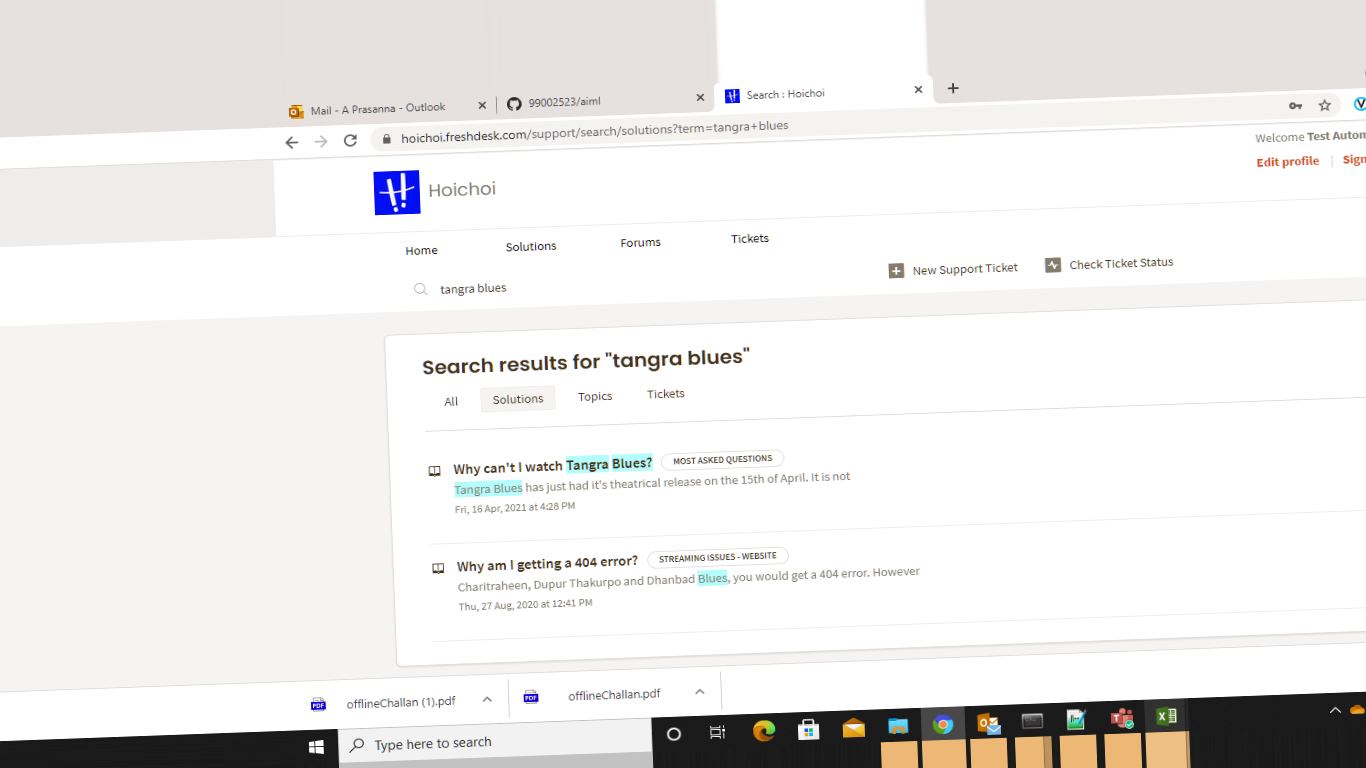 Mail - A Prasanna - Outlook
99002523/aiml
Search : Hoichoi
hoichoi.freshdesk.com/support/search/solutions?term=tangra+blues
Welcome Test Autom
Edit profile
Sign
Hoichoi
Home
Solutions
Forums
Tickets
tangra blues
New Support Ticket
Check Ticket Status
Search results for "tangra blues"
All
Solutions
Topics
Tickets
Why can't I watch Tangra Blues? MOST ASKED QUESTIONS
Tangra Blues has just had it's theatrical release on the 15th of April. It is not
Fri, 16 Apr, 2021 at 4:28 PM
Why am I getting a 404 error? STREAMING ISSUES - WEBSITE
Charitraheen, Dupur Thakurpo and Dhanbad Blues, you would get a 404 error. However
Thu, 27 Aug, 2020 at 12:41 PM
PDF
offlineChallan (1).pdf
PDF
offlineChallan.pdf
Type here to search